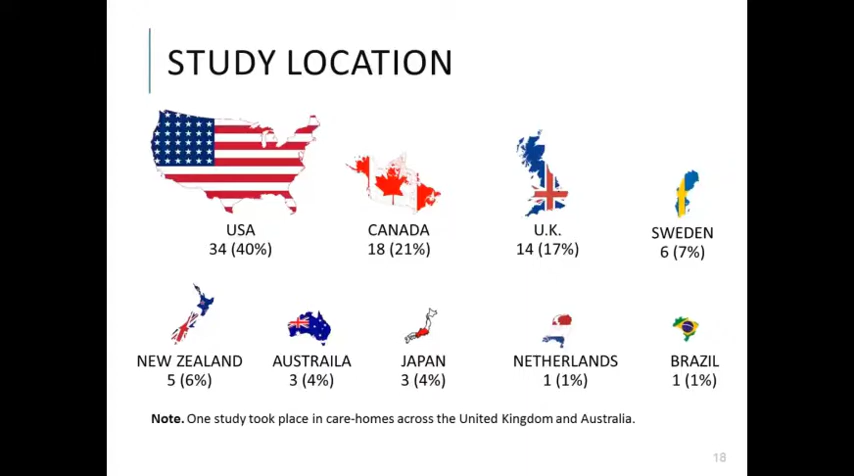 STUDY LOCATION
USA
34 (40%)
CANADA
18 (21%)
U.K.
14 (17%)
SWEDEN
6 (7%)
NEW ZEALAND
5 (6%)
AUSTRAILA
3 (4%)
JAPAN
3 (4%)
NETHERLANDS
1 (1%)
BRAZIL
1 (1%)
Note. One study took place in care-homes across the United Kingdom and Australia.
18